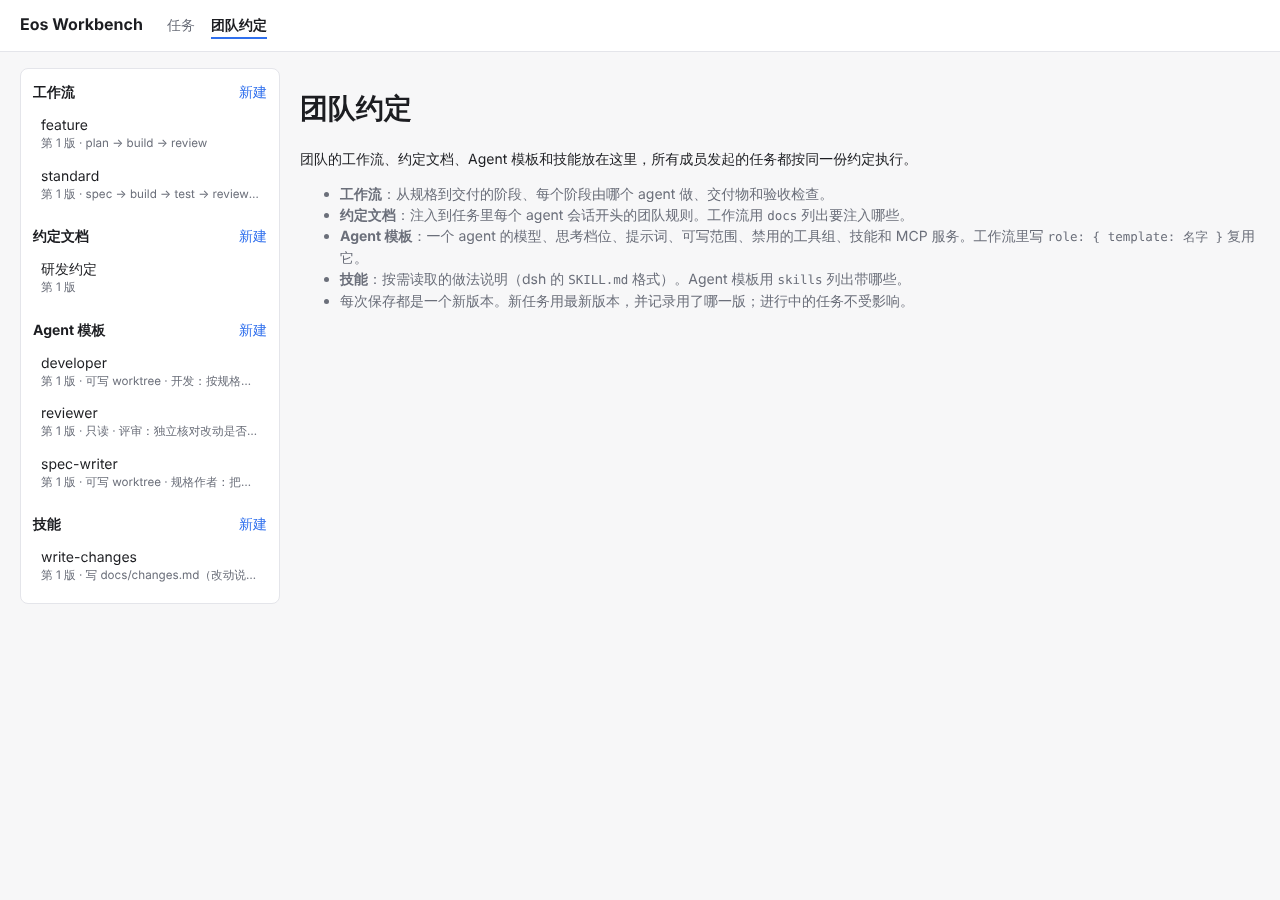 Eos Workbench 任务 团队约定
工作流 新建
feature
第 1 版 · plan → build → review
standard
第 1 版 · spec → build → test → review…
约定文档 新建
研发约定
第 1 版
Agent 模板 新建
developer
第 1 版 · 可写 worktree · 开发：按规格…
reviewer
第 1 版 · 只读 · 评审：独立核对改动是否…
spec-writer
第 1 版 · 可写 worktree · 规格作者：把…
技能 新建
write-changes
第 1 版 · 写 docs/changes.md（改动说…
团队约定
团队的工作流、约定文档、Agent 模板和技能放在这里，所有成员发起的任务都按同一份约定执行。
工作流：从规格到交付的阶段、每个阶段由哪个 agent 做、交付物和验收检查。
约定文档：注入到任务里每个 agent 会话开头的团队规则。工作流用 docs 列出要注入哪些。
Agent 模板：一个 agent 的模型、思考档位、提示词、可写范围、禁用的工具组、技能和 MCP 服务。工作流里写 role: { template: 名字 } 复用
它。
技能：按需读取的做法说明（dsh 的 SKILL.md 格式）。Agent 模板用 skills 列出带哪些。
每次保存都是一个新版本。新任务用最新版本，并记录用了哪一版；进行中的任务不受影响。